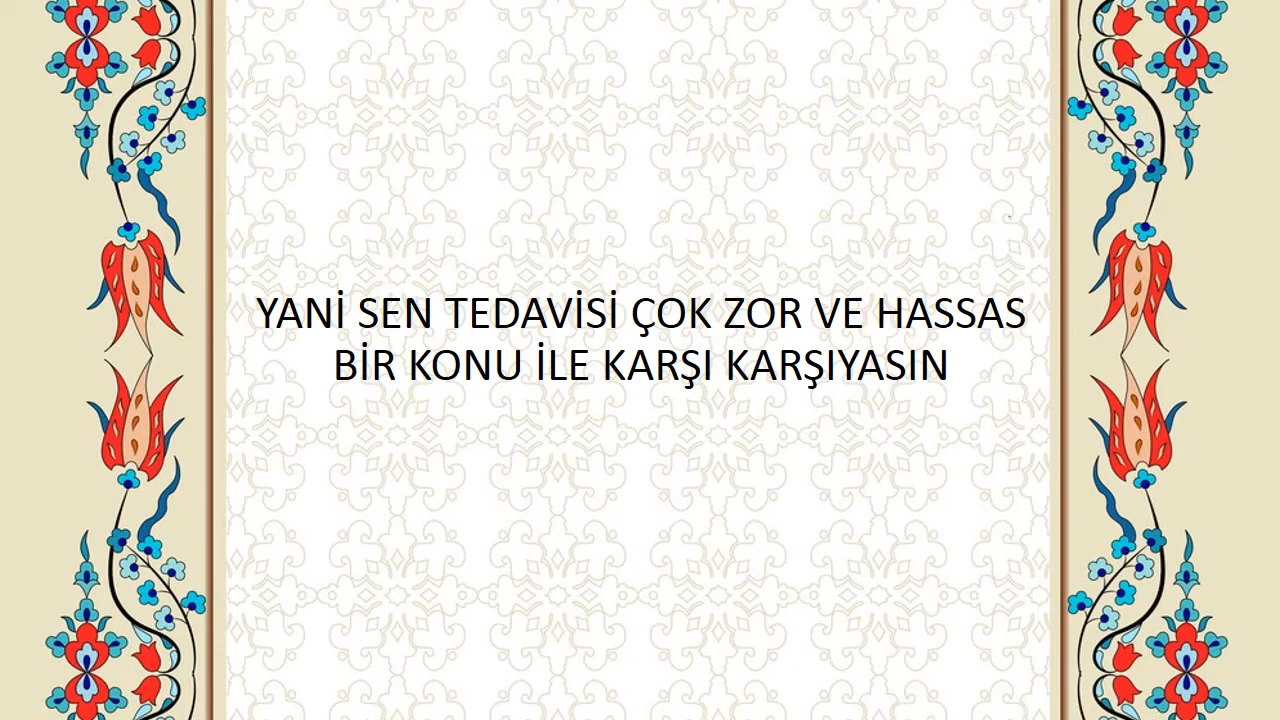 YANİ SEN TEDAVİSİ ÇOK ZOR VE HASSAS
BİR KONU İLE KARŞI KARŞIYASIN